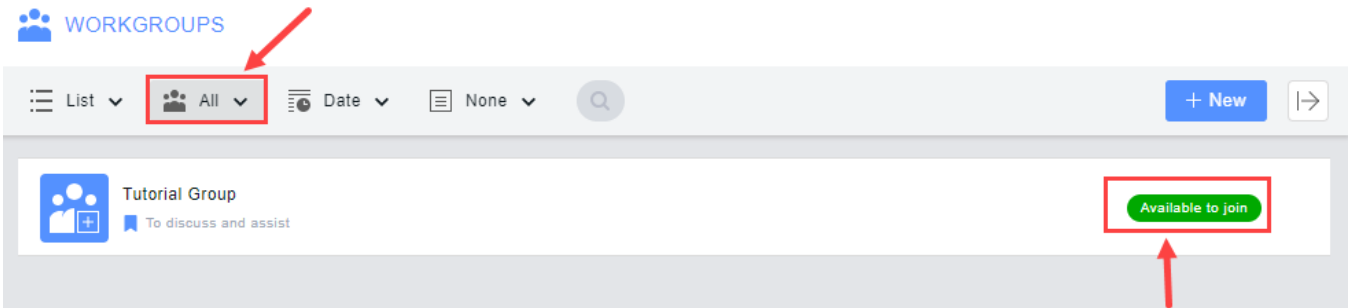 WORKGROUPS
List All Date None + New
Tutorial Group
To discuss and assist
Available to join